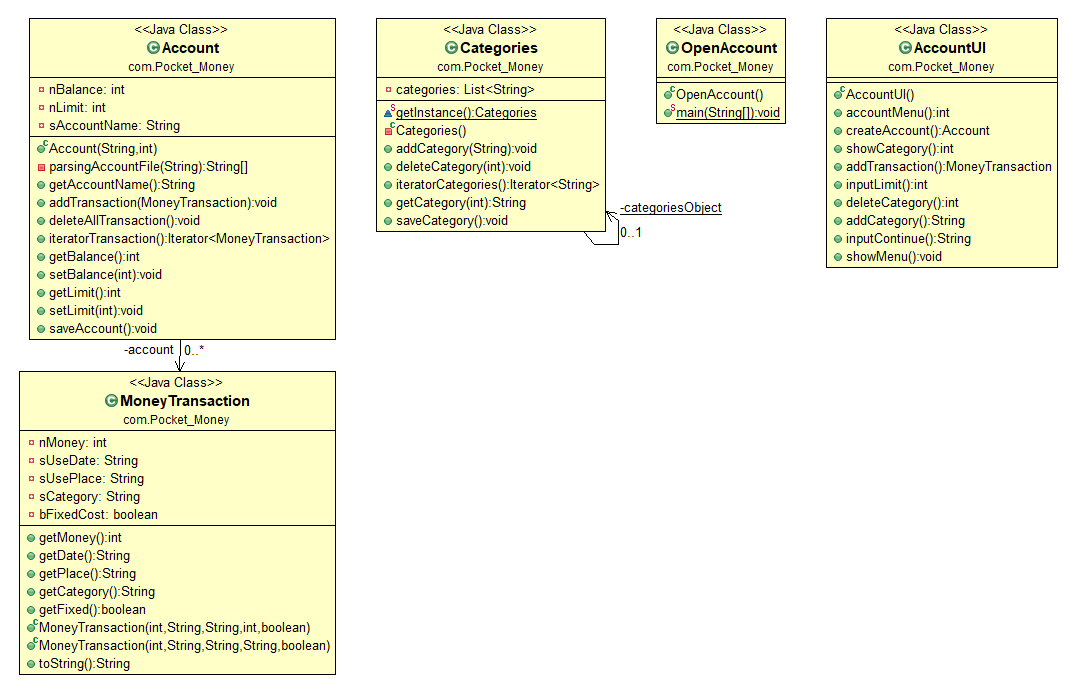 <<Java Class>>
Account
com.Pocket_Money
nBalance: int
nLimit: int
sAccountName: String
Account(String,int)
parsingAccountFile(String):String[]
getAccountName():String
addTransaction(MoneyTransaction):void
deleteAllTransaction():void
iteratorTransaction():Iterator<MoneyTransaction>
getBalance():int
setBalance(int):void
getLimit():int
setLimit(int):void
saveAccount():void
-account 0..*
<<Java Class>>
MoneyTransaction
com.Pocket_Money
nMoney: int
sUseDate: String
sUsePlace: String
sCategory: String
bFixedCost: boolean
getMoney():int
getDate():String
getPlace():String
getCategory():String
getFixed():boolean
MoneyTransaction(int,String,String,int,boolean)
MoneyTransaction(int,String,String,String,boolean)
toString():String
<<Java Class>>
Categories
com.Pocket_Money
categories: List<String>
getInstance():Categories
Categories()
addCategory(String):void
deleteCategory(int):void
iteratorCategories():Iterator<String>
getCategory(int):String
saveCategory():void
-categoriesObject
0..1
<<Java Class>>
OpenAccount
com.Pocket_Money
OpenAccount()
main(String[]):void
<<Java Class>>
AccountUI
com.Pocket_Money
AccountUI()
accountMenu():int
createAccount():Account
showCategory():int
addTransaction():MoneyTransaction
inputLimit():int
deleteCategory():int
addCategory():String
inputContinue():String
showMenu():void